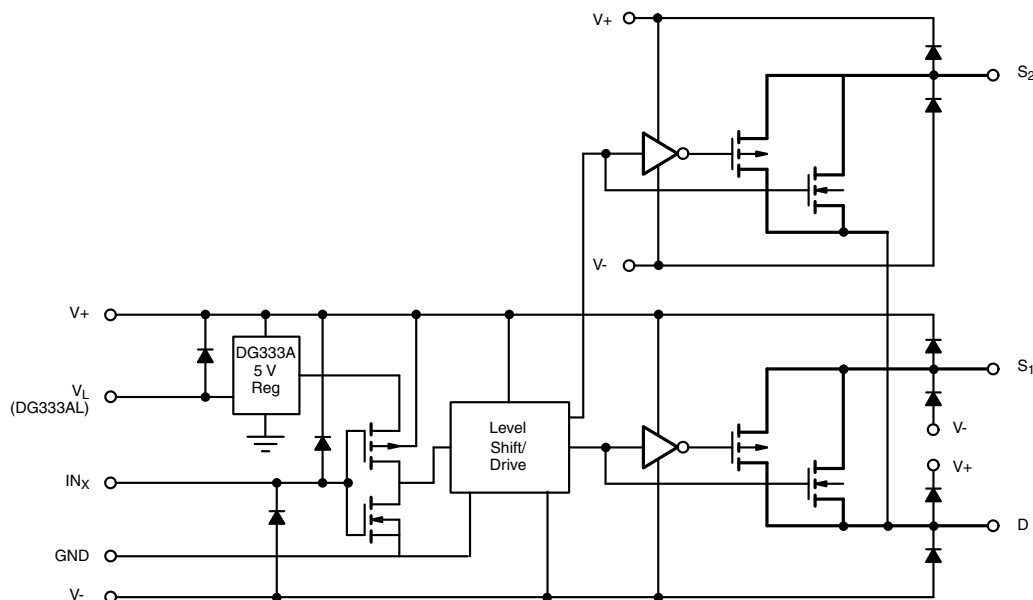 V+
S2
V-
V+
DG333A
5 V
Reg
VL
(DG333AL)
S1
Level
Shift/
Drive
V-
V+
INX
D
GND
V-